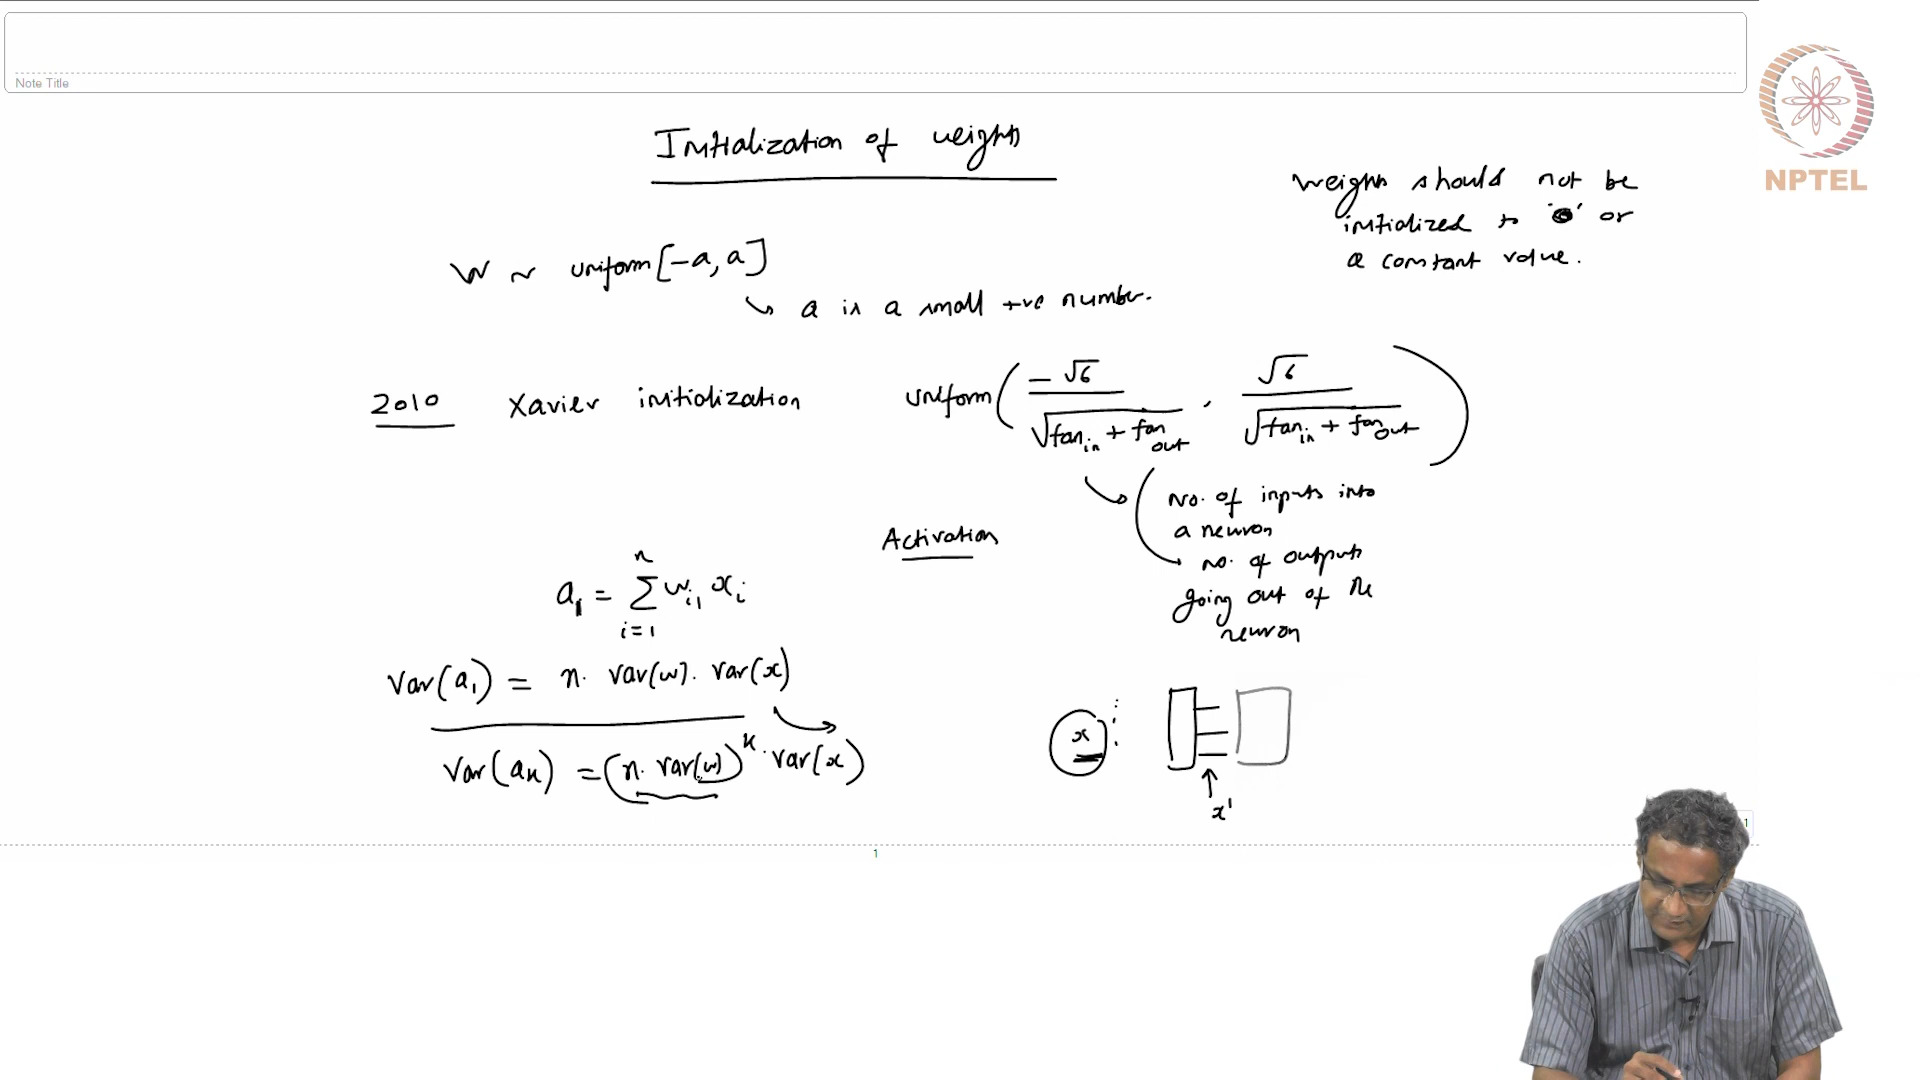 Note Title
NPTEL
Initialization of weights
weights should not be
initialized to '0' or
a constant value.
W ~ uniform[-a, a]
↳ a is a small +ve number.
2010 Xavier initialization uniform(-√6/√(fan_in + fan_out), √6/√(fan_in + fan_out))
no. of inputs into
a neuron
no. of outputs
going out of the
neuron
Activation
a_1 = Σ_{i=1}^{n} w_{i1} x_i
Var(a_1) = n. Var(w). Var(x)
Var(a_k) = (n. Var(w))^k . Var(x)
x
x'
1
1